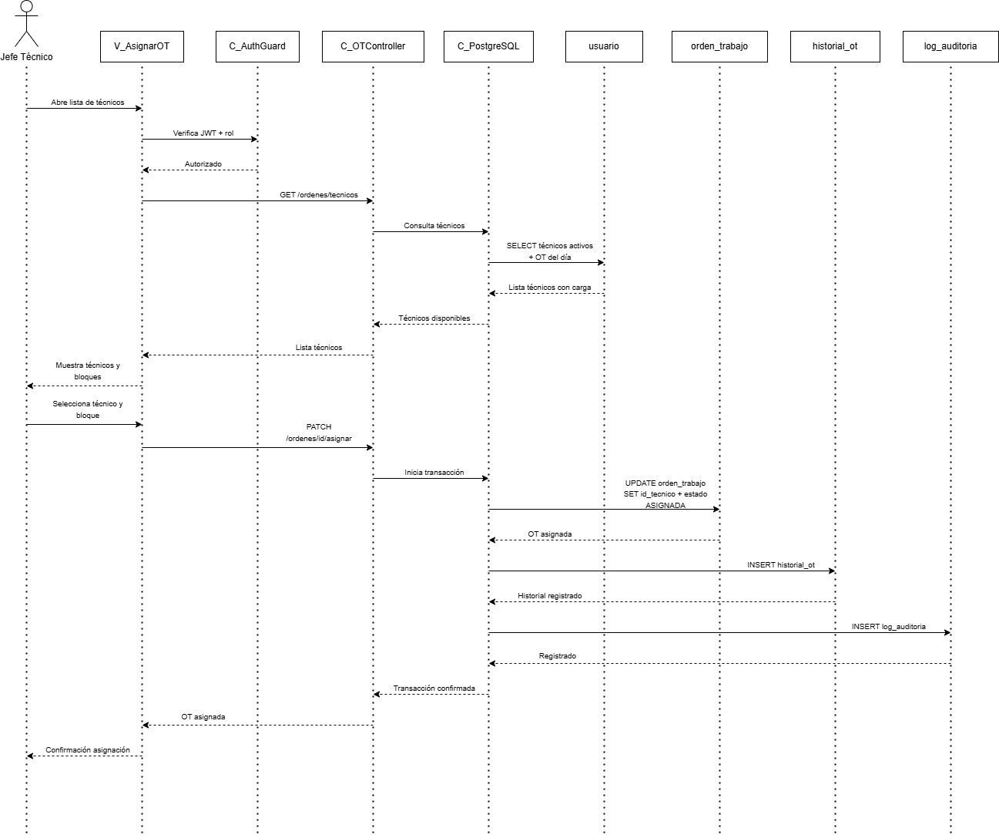 Jefe Técnico
V_AsignarOT
C_AuthGuard
C_OTController
C_PostgreSQL
usuario
orden_trabajo
historial_ot
log_auditoria
Abre lista de técnicos
Verifica JWT + rol
Autorizado
GET /ordenes/tecnicos
Consulta técnicos
SELECT técnicos activos
+ OT del día
Lista técnicos con carga
Técnicos disponibles
Lista técnicos
Muestra técnicos y
bloques
Selecciona técnico y
bloque
PATCH
/ordenes/id/asignar
Inicia transacción
UPDATE orden_trabajo
SET id_tecnico + estado
ASIGNADA
OT asignada
INSERT historial_ot
Historial registrado
INSERT log_auditoria
Registrado
Transacción confirmada
OT asignada
Confirmación asignación